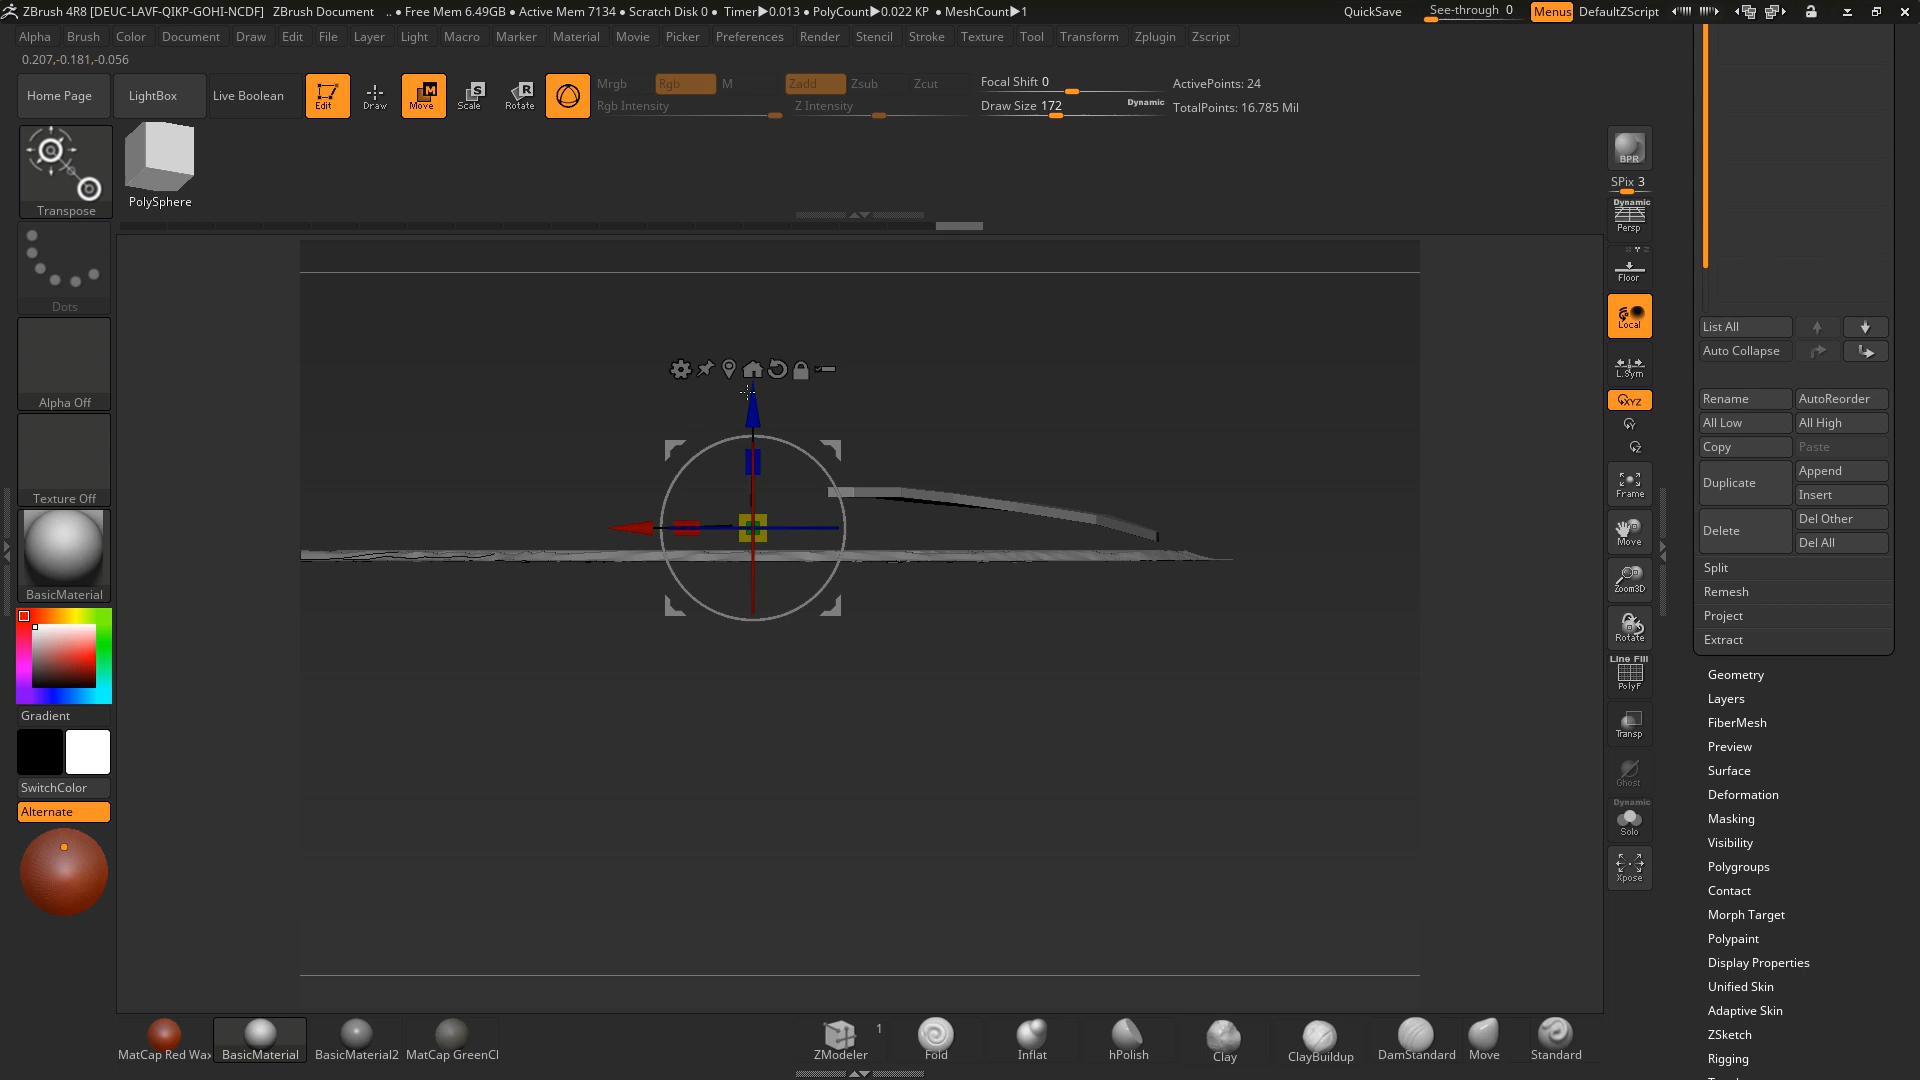 ZBrush 4R8 [DEUC-LAVF-QIKP-GOHI-NCDF] ZBrush Document .. ● Free Mem 6.49GB ● Active Mem 7134 ● Scratch Disk 0 ● Timer▶0.013 ● PolyCount▶0.022 KP ● MeshCount▶1 QuickSave See-through 0 Menus DefaultZScript
Alpha Brush Color Document Draw Edit File Layer Light Macro Marker Material Movie Picker Preferences Render Stencil Stroke Texture Tool Transform Zplugin Zscript
0.207,-0.181,-0.056
Home Page LightBox Live Boolean Edit Draw Move Scale Rotate
Mrgb Rgb M Zadd Zsub Zcut Focal Shift 0 ActivePoints: 24
Rgb Intensity Z Intensity Draw Size 172 Dynamic TotalPoints: 16.785 Mil
Transpose
PolySphere
Dots
Alpha Off
Texture Off
BasicMaterial
Gradient
SwitchColor
Alternate
BPR
SPix 3
Dynamic
Persp
Floor
Local
L.Sym
XYZ
Y
Z
Frame
Move
Zoom3D
Rotate
Line Fill
PolyF
Transp
Ghost
Dynamic
Solo
Xpose
List All
Auto Collapse
Rename AutoReorder
All Low All High
Copy Paste
Duplicate Append
Insert
Delete Del Other
Del All
Split
Remesh
Project
Extract
Geometry
Layers
FiberMesh
Preview
Surface
Deformation
Masking
Visibility
Polygroups
Contact
Morph Target
Polypaint
Display Properties
Unified Skin
Adaptive Skin
ZSketch
Rigging
MatCap Red Wax BasicMaterial BasicMaterial2 MatCap GreenCl
1
ZModeler Fold Inflat hPolish Clay ClayBuildup DamStandard Move Standard